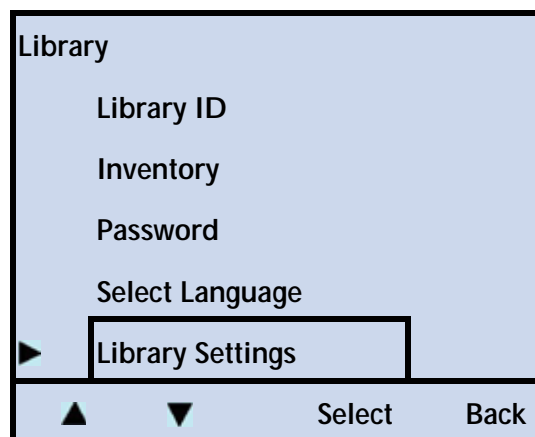 Library
Library ID
Inventory
Password
Select Language
Library Settings
Select Back